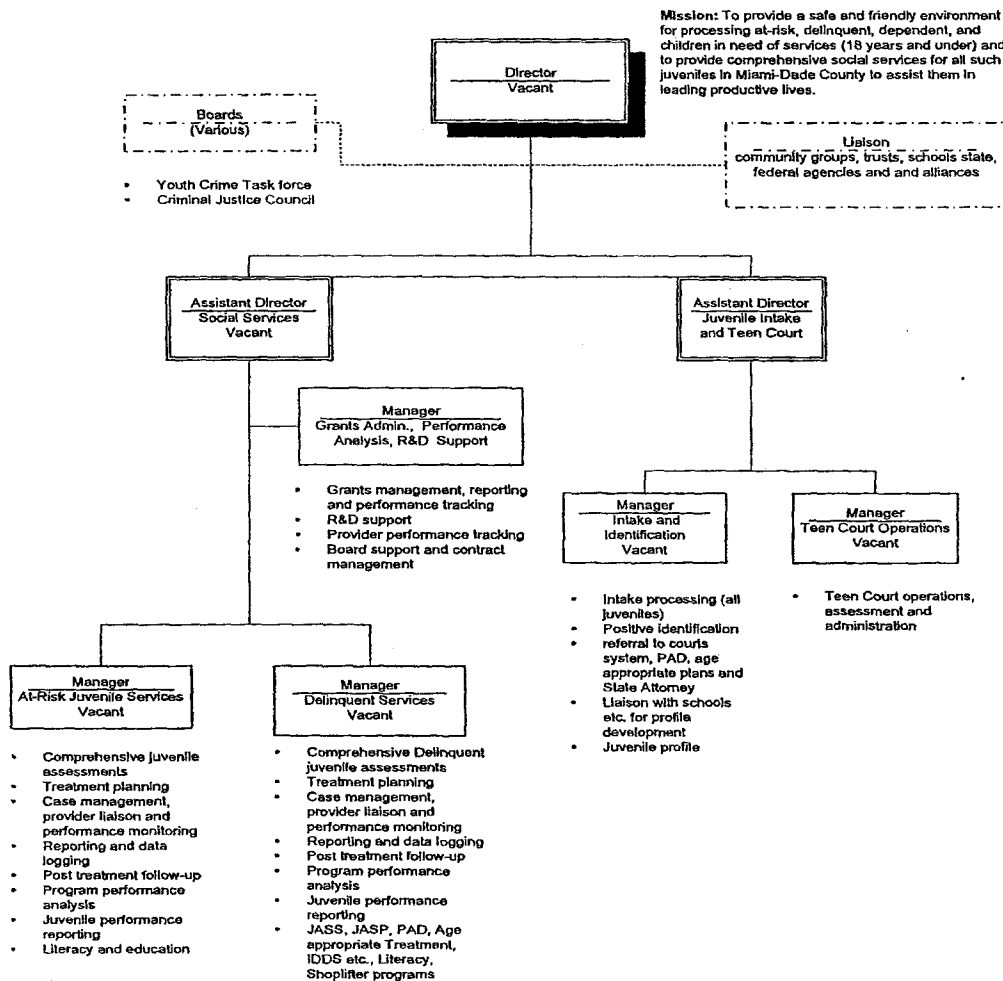 Mission: To provide a safe and friendly environment
for processing at-risk, delinquent, dependent, and
children in need of services (18 years and under) and
to provide comprehensive social services for all such
juveniles in Miami-Dade County to assist them in
leading productive lives.
Director
Vacant
Boards
(Various)
• Youth Crime Task force
• Criminal Justice Council
Liaison
community groups, trusts, schools state,
federal agencies and and alliances
Assistant Director
Social Services
Vacant
Assistant Director
Juvenile Intake
and Teen Court
Manager
Grants Admin., Performance
Analysis, R&D Support
• Grants management, reporting
and performance tracking
• R&D support
• Provider performance tracking
• Board support and contract
management
Manager
Intake and
Identification
Vacant
• Intake processing (all
juveniles)
• Positive identification
• referral to courts
system, PAD, age
appropriate plans and
State Attorney
• Liaison with schools
etc. for profile
development
• Juvenile profile
Manager
Teen Court Operations
Vacant
• Teen Court operations,
assessment and
administration
Manager
At-Risk Juvenile Services
Vacant
• Comprehensive juvenile
assessments
• Treatment planning
• Case management,
provider liaison and
performance monitoring
• Reporting and data
logging
• Post treatment follow-up
• Program performance
analysis
• Juvenile performance
reporting
• Literacy and education
Manager
Delinquent Services
Vacant
• Comprehensive Delinquent
juvenile assessments
• Treatment planning
• Case management,
provider liaison and
performance monitoring
• Reporting and data logging
• Post treatment follow-up
• Program performance
analysis
• Juvenile performance
reporting
• JASS, JASP, PAD, Age
appropriate Treatment,
IDDS etc., Literacy,
Shoplifter programs